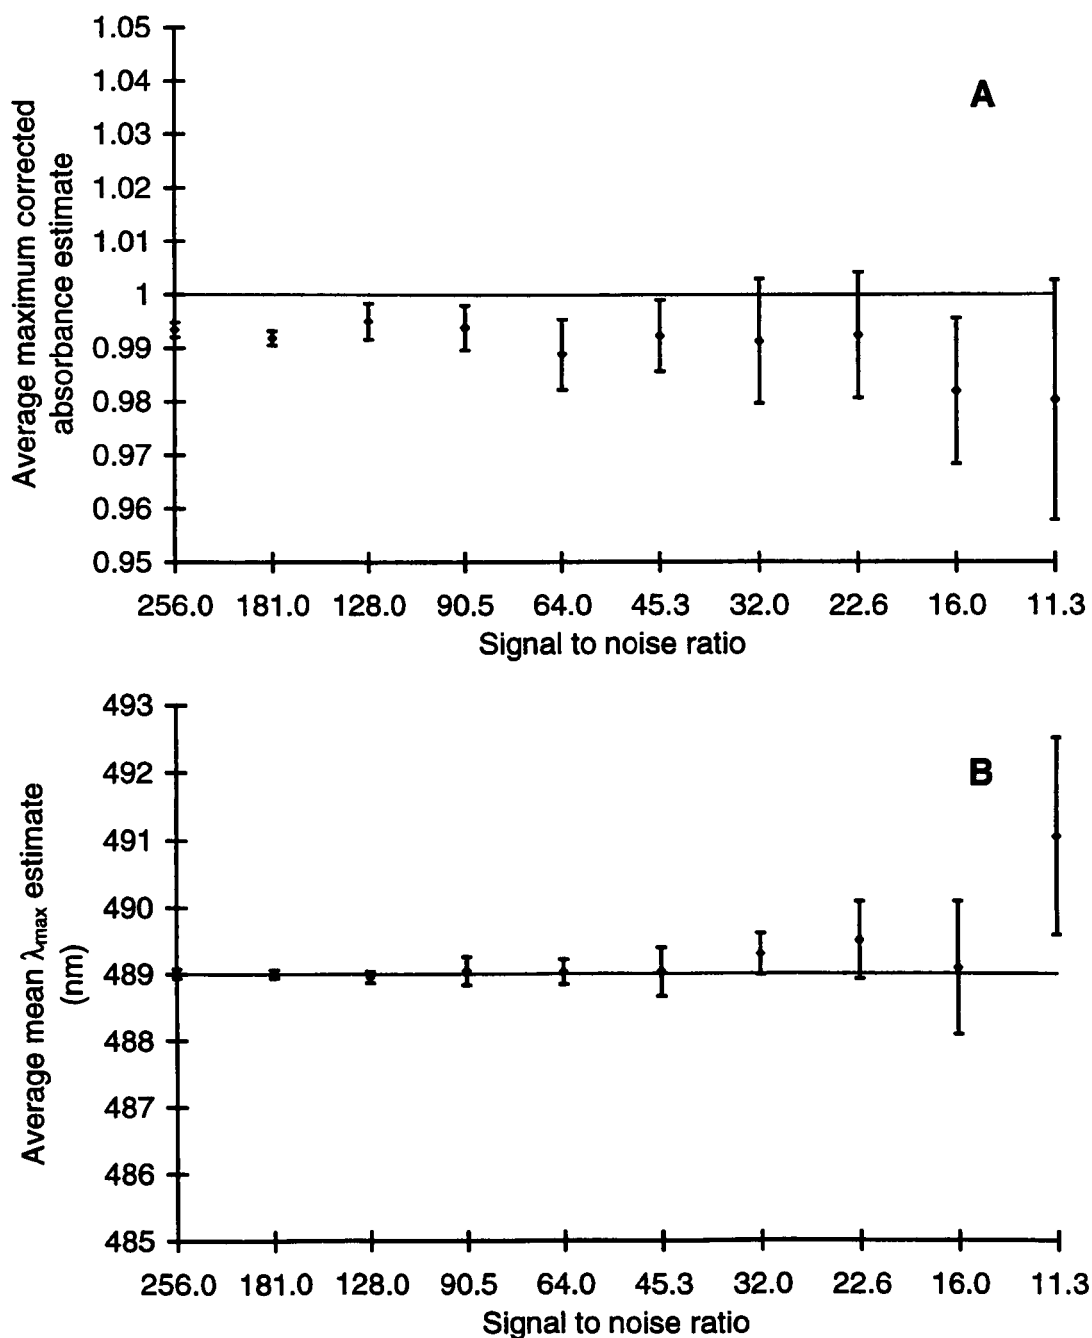 A
Average maximum corrected
absorbance estimate
1.05
1.04
1.03
1.02
1.01
1
0.99
0.98
0.97
0.96
0.95
256.0 181.0 128.0 90.5 64.0 45.3 32.0 22.6 16.0 11.3
Signal to noise ratio
B
Average mean λmax estimate
(nm)
493
492
491
490
489
488
487
486
485
256.0 181.0 128.0 90.5 64.0 45.3 32.0 22.6 16.0 11.3
Signal to noise ratio